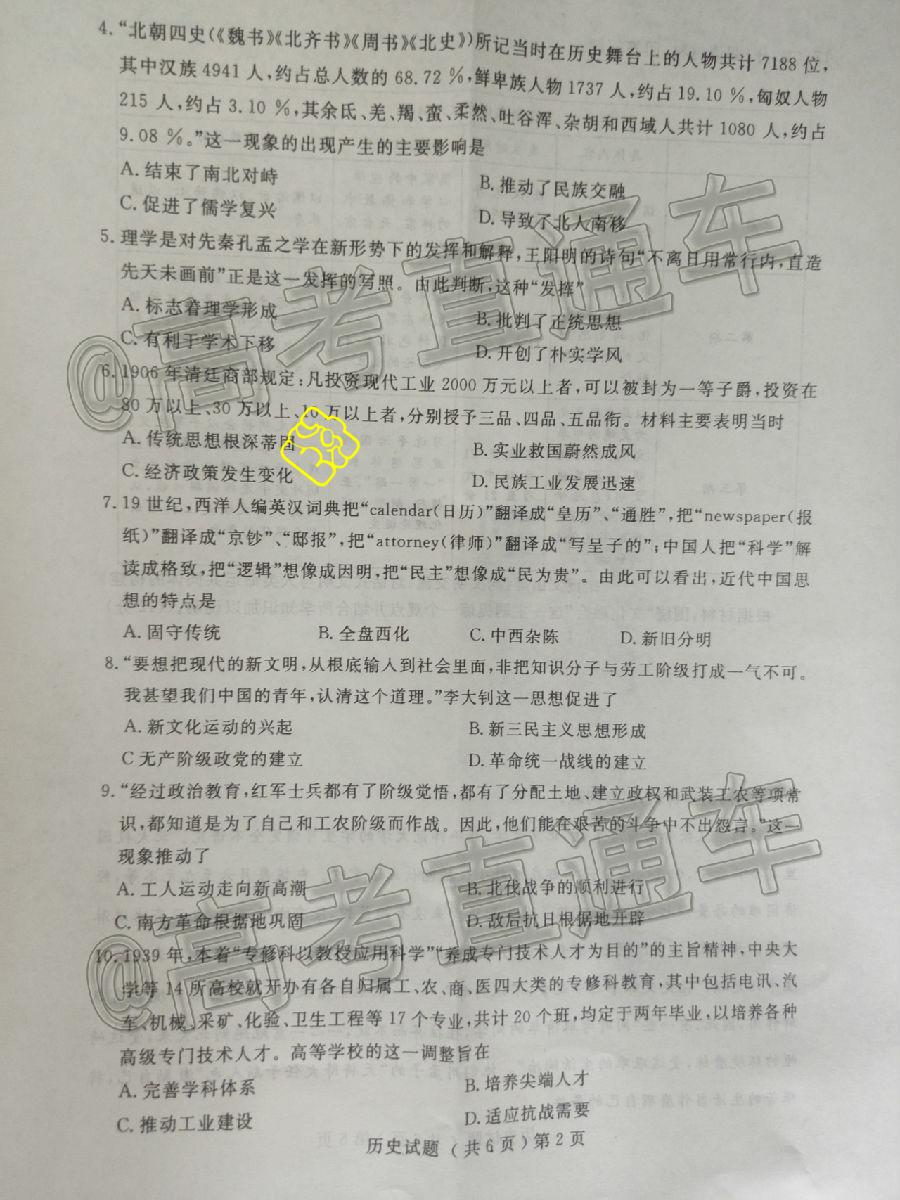 4. “北朝四史(《魏书》《北齐书》《周书》《北史》)所记当时在历史舞台上的人物共计 7188 位,
其中汉族 4941 人,约占总人数的 68.72 %,鲜卑族人物 1737 人,约占 19.10 %,匈奴人物
215 人,约占 3.10 %,其余氐、羌、羯、蛮、柔然、吐谷浑、杂胡和西域人共计 1080 人,约占
9.08 %。”这一现象的出现产生的主要影响是
A. 结束了南北对峙 B. 推动了民族交融
C. 促进了儒学复兴 D. 导致了北人南移
5. 理学是对先秦孔孟之学在新形势下的发挥和解释,王阳明的诗句“不离日用常行内,直造
先天未画前”正是这一发挥的写照。由此判断,这种“发挥”
A. 标志着理学形成 B. 批判了正统思想
C. 有利于学术下移 D. 开创了朴实学风
6. 1906 年清廷商部规定:凡投资现代工业 2000 万元以上者,可以被封为一等子爵,投资在
80 万以上、30 万以上、10 万以上者,分别授予三品、四品、五品衔。材料主要表明当时
A. 传统思想根深蒂固 B. 实业救国蔚然成风
C. 经济政策发生变化 D. 民族工业发展迅速
7. 19 世纪,西洋人编英汉词典把“calendar(日历)”翻译成“皇历”、“通胜”,把“newspaper(报
纸)”翻译成“京钞”、“邸报”,把“attorney(律师)”翻译成“写呈子的”;中国人把“科学”解
读成格致,把“逻辑”想像成因明,把“民主”想像成“民为贵”。由此可以看出,近代中国思
想的特点是
A. 固守传统 B. 全盘西化 C. 中西杂陈 D. 新旧分明
8. “要想把现代的新文明,从根底输入到社会里面,非把知识分子与劳工阶级打成一气不可。
我甚望我们中国的青年,认清这个道理。”李大钊这一思想促进了
A. 新文化运动的兴起 B. 新三民主义思想形成
C 无产阶级政党的建立 D. 革命统一战线的建立
9. “经过政治教育,红军士兵都有了阶级觉悟,都有了分配土地、建立政权和武装工农等项常
识,都知道是为了自己和工农阶级而作战。因此,他们能在艰苦的斗争中不出怨言。”这一
现象推动了
A. 工人运动走向新高潮 B. 北伐战争的顺利进行
C. 南方革命根据地巩固 D. 敌后抗日根据地开辟
10. 1939 年,本着“专修科以教授应用科学”“养成专门技术人才为目的”的主旨精神,中央大
学等 14 所高校就开办有各自归属工、农、商、医四大类的专修科教育,其中包括电讯、汽
车、机械、采矿、化验、卫生工程等 17 个专业,共计 20 个班,均定于两年毕业,以培养各种
高级专门技术人才。高等学校的这一调整旨在
A. 完善学科体系 B. 培养尖端人才
C. 推动工业建设 D. 适应抗战需要
历史试题 (共6页)第2页
@高考直通车
@高考直通车